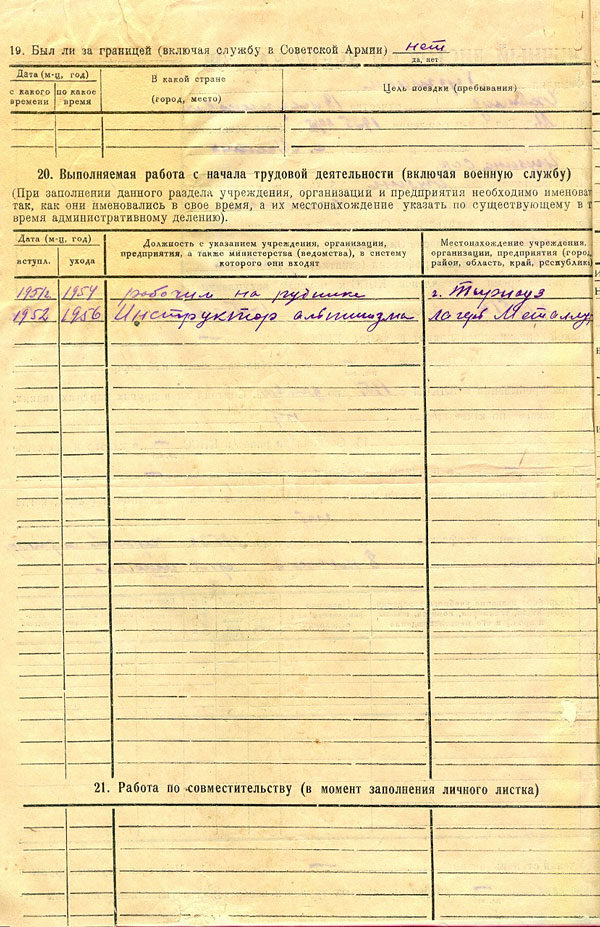 19. Был ли за границей (включая службу в Советской Армии) нет
да, нет
Дата (м-ц, год)
с какого времени
по какое время
В какой стране
(город, место)
Цель поездки (пребывания)
20. Выполняемая работа с начала трудовой деятельности (включая военную службу)
(При заполнении данного раздела учреждения, организации и предприятия необходимо именоват
так, как они именовались в свое время, а их местонахождение указать по существующему в т
время административному делению).
Дата (м-ц, год)
вступл.
ухода
Должность с указанием учреждения, организации,
предприятия, а также министерства (ведомства), в систему
которого они входят
Местонахождение учреждения,
организации, предприятия (город
район, область, край, республика
1954 рабочим на руднике г. Тырнауз
1952 1956 Инструктор альпинизма лагерь Металлу
21. Работа по совместительству (в момент заполнения личного листка)